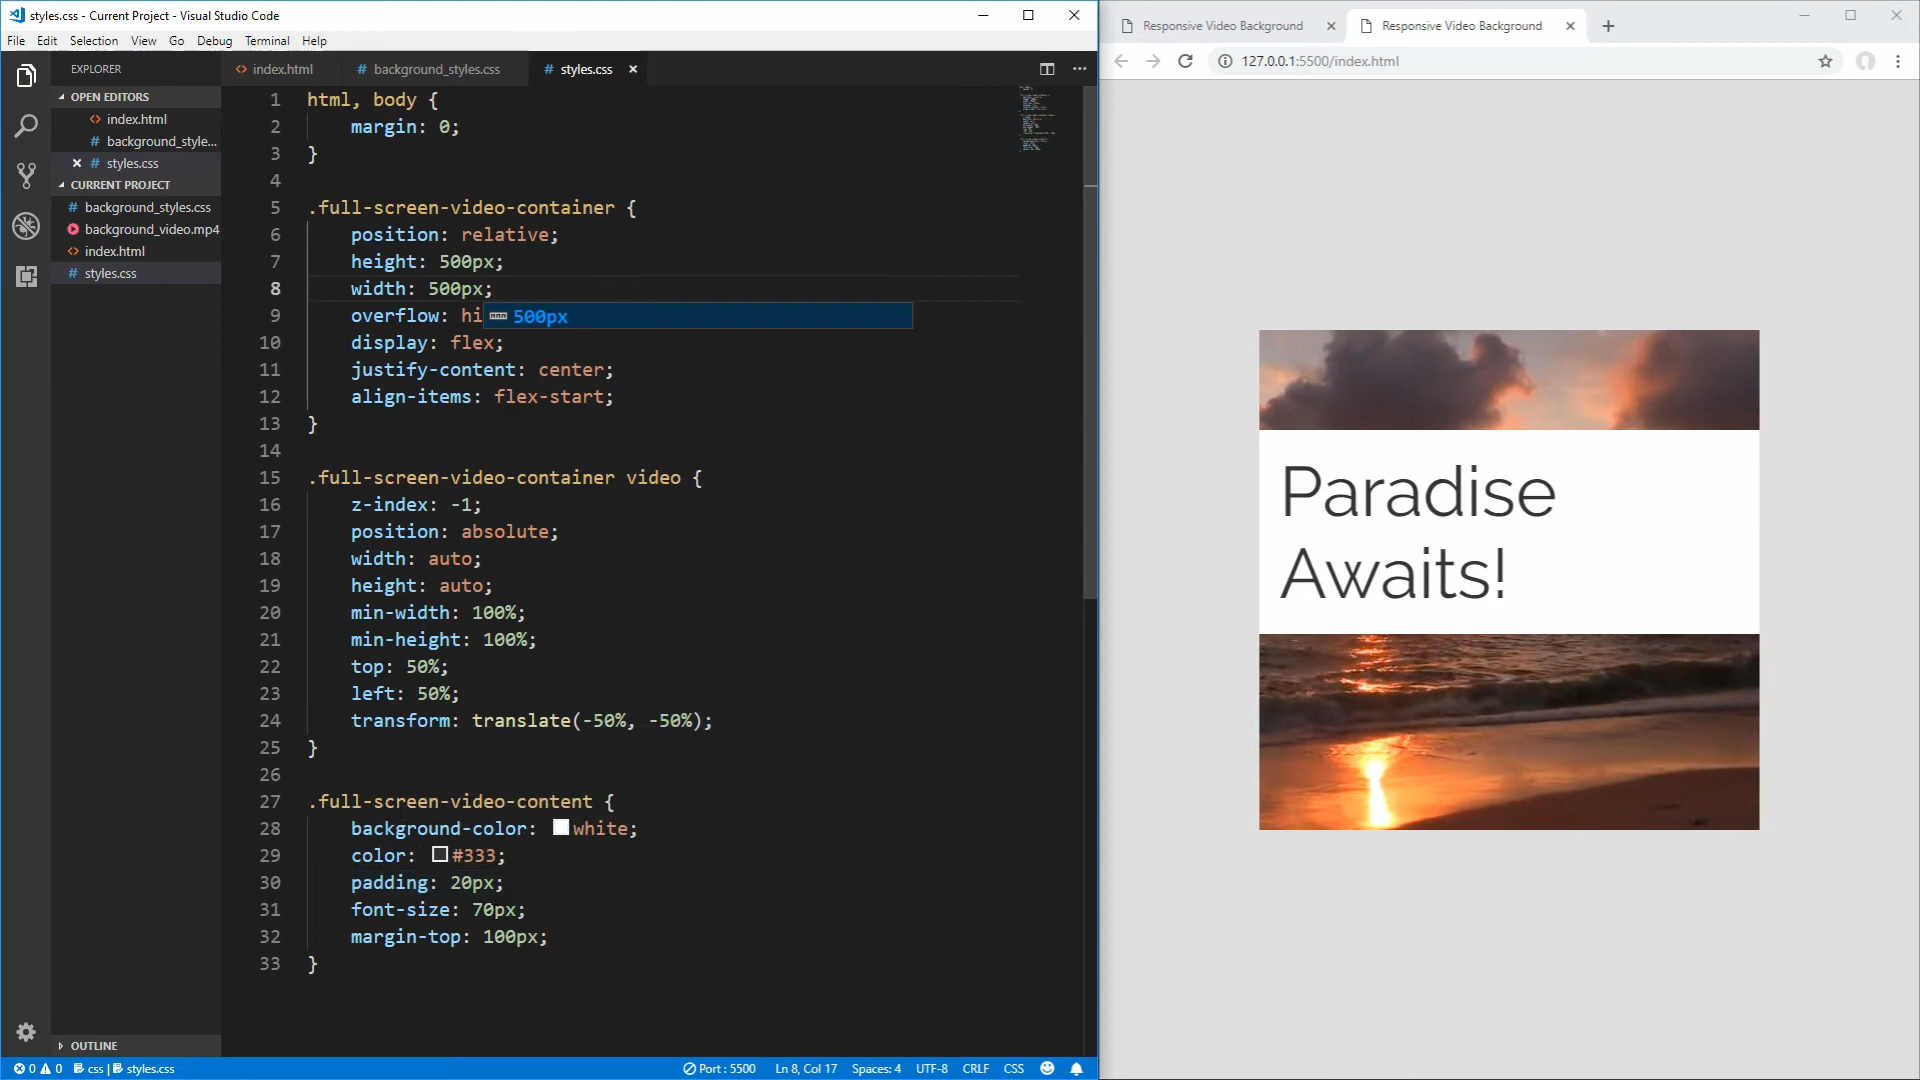 styles.css - Current Project - Visual Studio Code
File Edit Selection View Go Debug Terminal Help
EXPLORER
OPEN EDITORS
index.html
background_style...
styles.css
CURRENT PROJECT
background_styles.css
background_video.mp4
index.html
styles.css
OUTLINE
index.html background_styles.css styles.css
1 html, body {
2 margin: 0;
3 }
4
5 .full-screen-video-container {
6 position: relative;
7 height: 500px;
8 width: 500px;
9 overflow: hi 500px
10 display: flex;
11 justify-content: center;
12 align-items: flex-start;
13 }
14
15 .full-screen-video-container video {
16 z-index: -1;
17 position: absolute;
18 width: auto;
19 height: auto;
20 min-width: 100%;
21 min-height: 100%;
22 top: 50%;
23 left: 50%;
24 transform: translate(-50%, -50%);
25 }
26
27 .full-screen-video-content {
28 background-color: white;
29 color: #333;
30 padding: 20px;
31 font-size: 70px;
32 margin-top: 100px;
33 }
0 0 css | styles.css Port : 5500 Ln 8, Col 17 Spaces: 4 UTF-8 CRLF CSS
Responsive Video Background Responsive Video Background
127.0.0.1:5500/index.html
Paradise
Awaits!